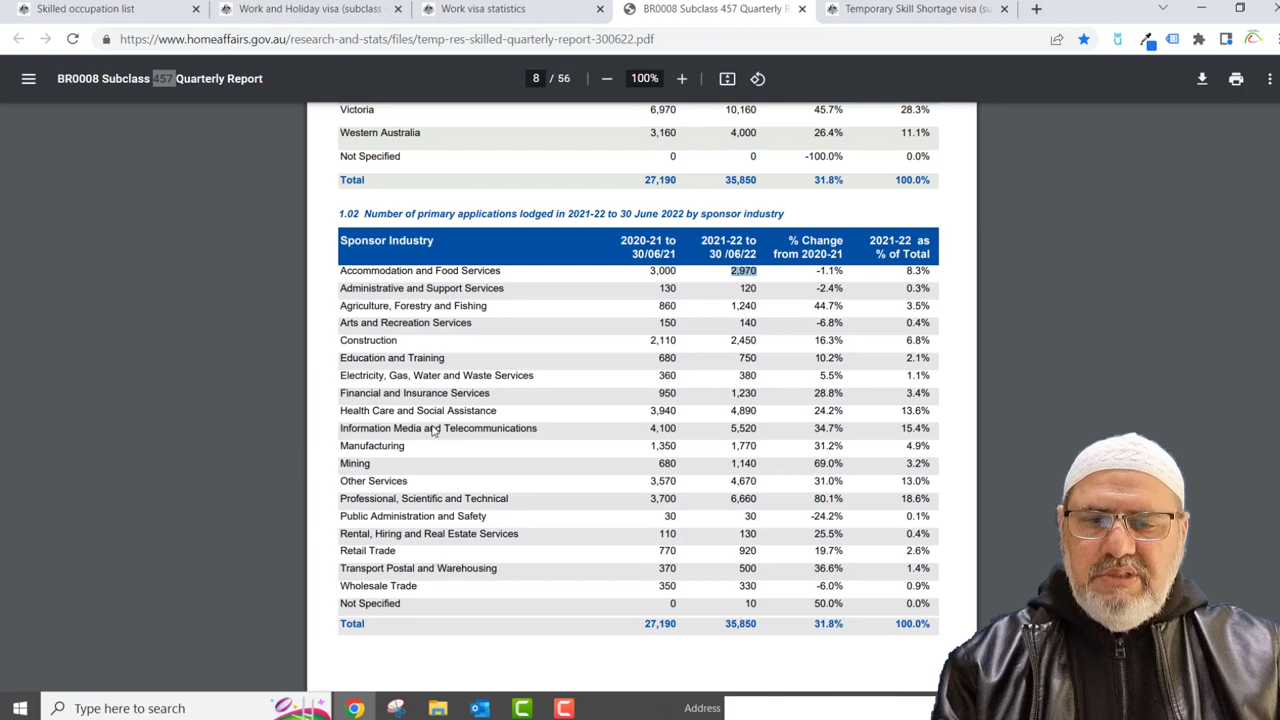 Skilled occupation list
Work and Holiday visa (subclass
Work visa statistics
BR0008 Subclass 457 Quarterly R
Temporary Skill Shortage visa (su
https://www.homeaffairs.gov.au/research-and-stats/files/temp-res-skilled-quarterly-report-300622.pdf
BR0008 Subclass 457 Quarterly Report
8 / 56
100%
Victoria 6,970 10,160 45.7% 28.3%
Western Australia 3,160 4,000 26.4% 11.1%
Not Specified 0 0 -100.0% 0.0%
Total 27,190 35,850 31.8% 100.0%
1.02 Number of primary applications lodged in 2021-22 to 30 June 2022 by sponsor industry
Sponsor Industry 2020-21 to 2021-22 to % Change 2021-22 as
30/06/21 30 /06/22 from 2020-21 % of Total
Accommodation and Food Services 3,000 2,970 -1.1% 8.3%
Administrative and Support Services 130 120 -2.4% 0.3%
Agriculture, Forestry and Fishing 860 1,240 44.7% 3.5%
Arts and Recreation Services 150 140 -6.8% 0.4%
Construction 2,110 2,450 16.3% 6.8%
Education and Training 680 750 10.2% 2.1%
Electricity, Gas, Water and Waste Services 360 380 5.5% 1.1%
Financial and Insurance Services 950 1,230 28.8% 3.4%
Health Care and Social Assistance 3,940 4,890 24.2% 13.6%
Information Media and Telecommunications 4,100 5,520 34.7% 15.4%
Manufacturing 1,350 1,770 31.2% 4.9%
Mining 680 1,140 69.0% 3.2%
Other Services 3,570 4,670 31.0% 13.0%
Professional, Scientific and Technical 3,700 6,660 80.1% 18.6%
Public Administration and Safety 30 30 -24.2% 0.1%
Rental, Hiring and Real Estate Services 110 130 25.5% 0.4%
Retail Trade 770 920 19.7% 2.6%
Transport Postal and Warehousing 370 500 36.6% 1.4%
Wholesale Trade 350 330 -6.0% 0.9%
Not Specified 0 10 50.0% 0.0%
Total 27,190 35,850 31.8% 100.0%
Type here to search
Address